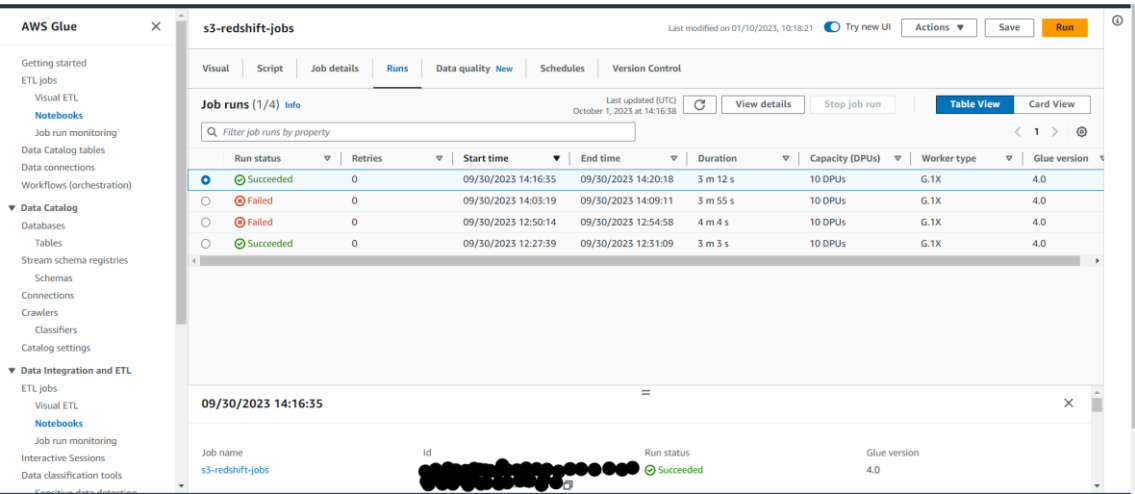 AWS Glue
Getting started
ETL jobs
Visual ETL
Notebooks
Job run monitoring
Data Catalog tables
Data connections
Workflows (orchestration)
Data Catalog
Databases
Tables
Stream schema registries
Schemas
Connections
Crawlers
Classifiers
Catalog settings
Data Integration and ETL
ETL jobs
Visual ETL
Notebooks
Job run monitoring
Interactive Sessions
Data classification tools
Sensitive data detection
s3-redshift-jobs
Last modified on 01/10/2023, 10:18:21 Try new UI Actions Save Run
Visual Script Job details Runs Data quality New Schedules Version Control
Job runs (1/4) Info
Last updated (UTC)
October 1, 2023 at 14:16:38
View details Stop job run Table View Card View
Filter job runs by property
1
Run status Retries Start time End time Duration Capacity (DPUs) Worker type Glue version
Succeeded 0 09/30/2023 14:16:35 09/30/2023 14:20:18 3 m 12 s 10 DPUs G.1X 4.0
Failed 0 09/30/2023 14:03:19 09/30/2023 14:09:11 3 m 55 s 10 DPUs G.1X 4.0
Failed 0 09/30/2023 12:50:14 09/30/2023 12:54:58 4 m 4 s 10 DPUs G.1X 4.0
Succeeded 0 09/30/2023 12:27:39 09/30/2023 12:31:09 3 m 3 s 10 DPUs G.1X 4.0
09/30/2023 14:16:35
Job name Id Run status Glue version
s3-redshift-jobs Succeeded 4.0